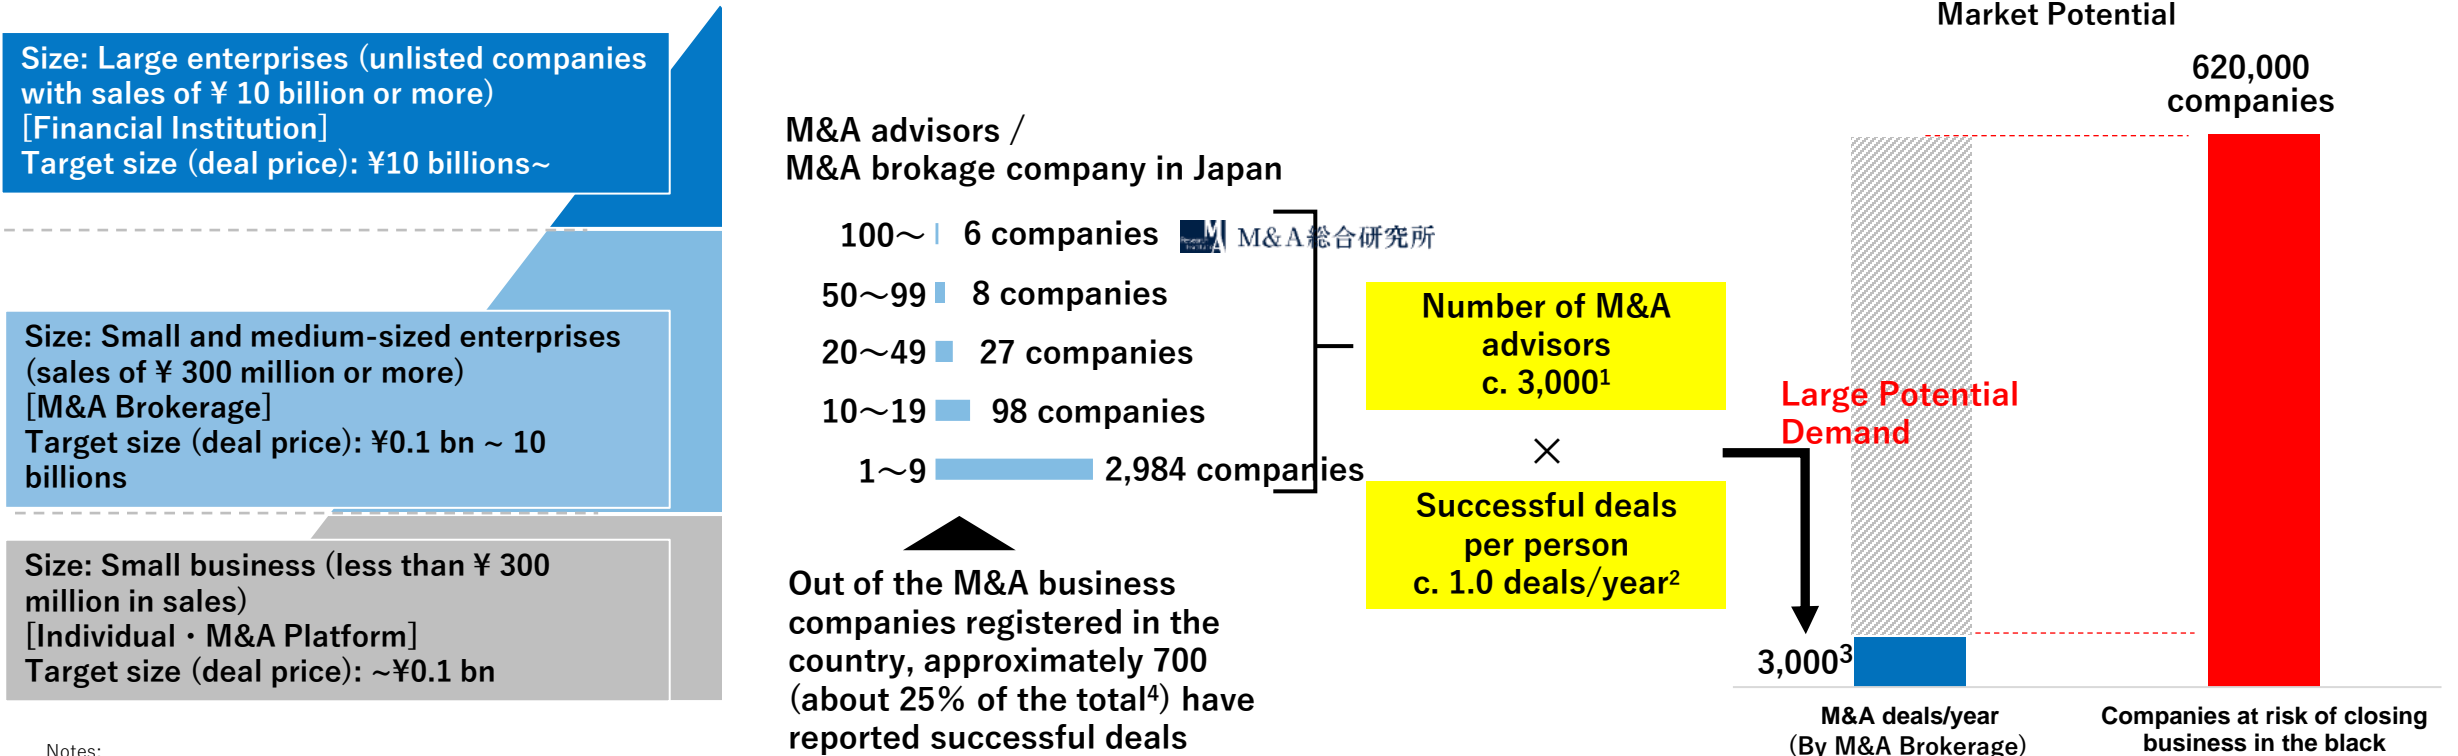 Size: Large enterprises (unlisted companies
with sales of ¥ 10 billion or more)
[Financial Institution]
Target size (deal price): ¥10 billions~
Size: Small and medium-sized enterprises
(sales of ¥ 300 million or more)
[M&A Brokerage]
Target size (deal price): ¥0.1 bn ~ 10
billions
Size: Small business (less than ¥ 300
million in sales)
[Individual・M&A Platform]
Target size (deal price): ~¥0.1 bn
Notes:
M&A advisors /
M&A brokage company in Japan
100～ 6 companies M&A総合研究所
50～99 8 companies
20～49 27 companies
10～19 98 companies
1～9 2,984 companies
Out of the M&A business
companies registered in the
country, approximately 700
(about 25% of the total⁴) have
reported successful deals
Number of M&A
advisors
c. 3,000¹
×
Successful deals
per person
c. 1.0 deals/year²
Market Potential
620,000
companies
Large Potential
Demand
3,000³
M&A deals/year
(By M&A Brokerage)
Companies at risk of closing
business in the black